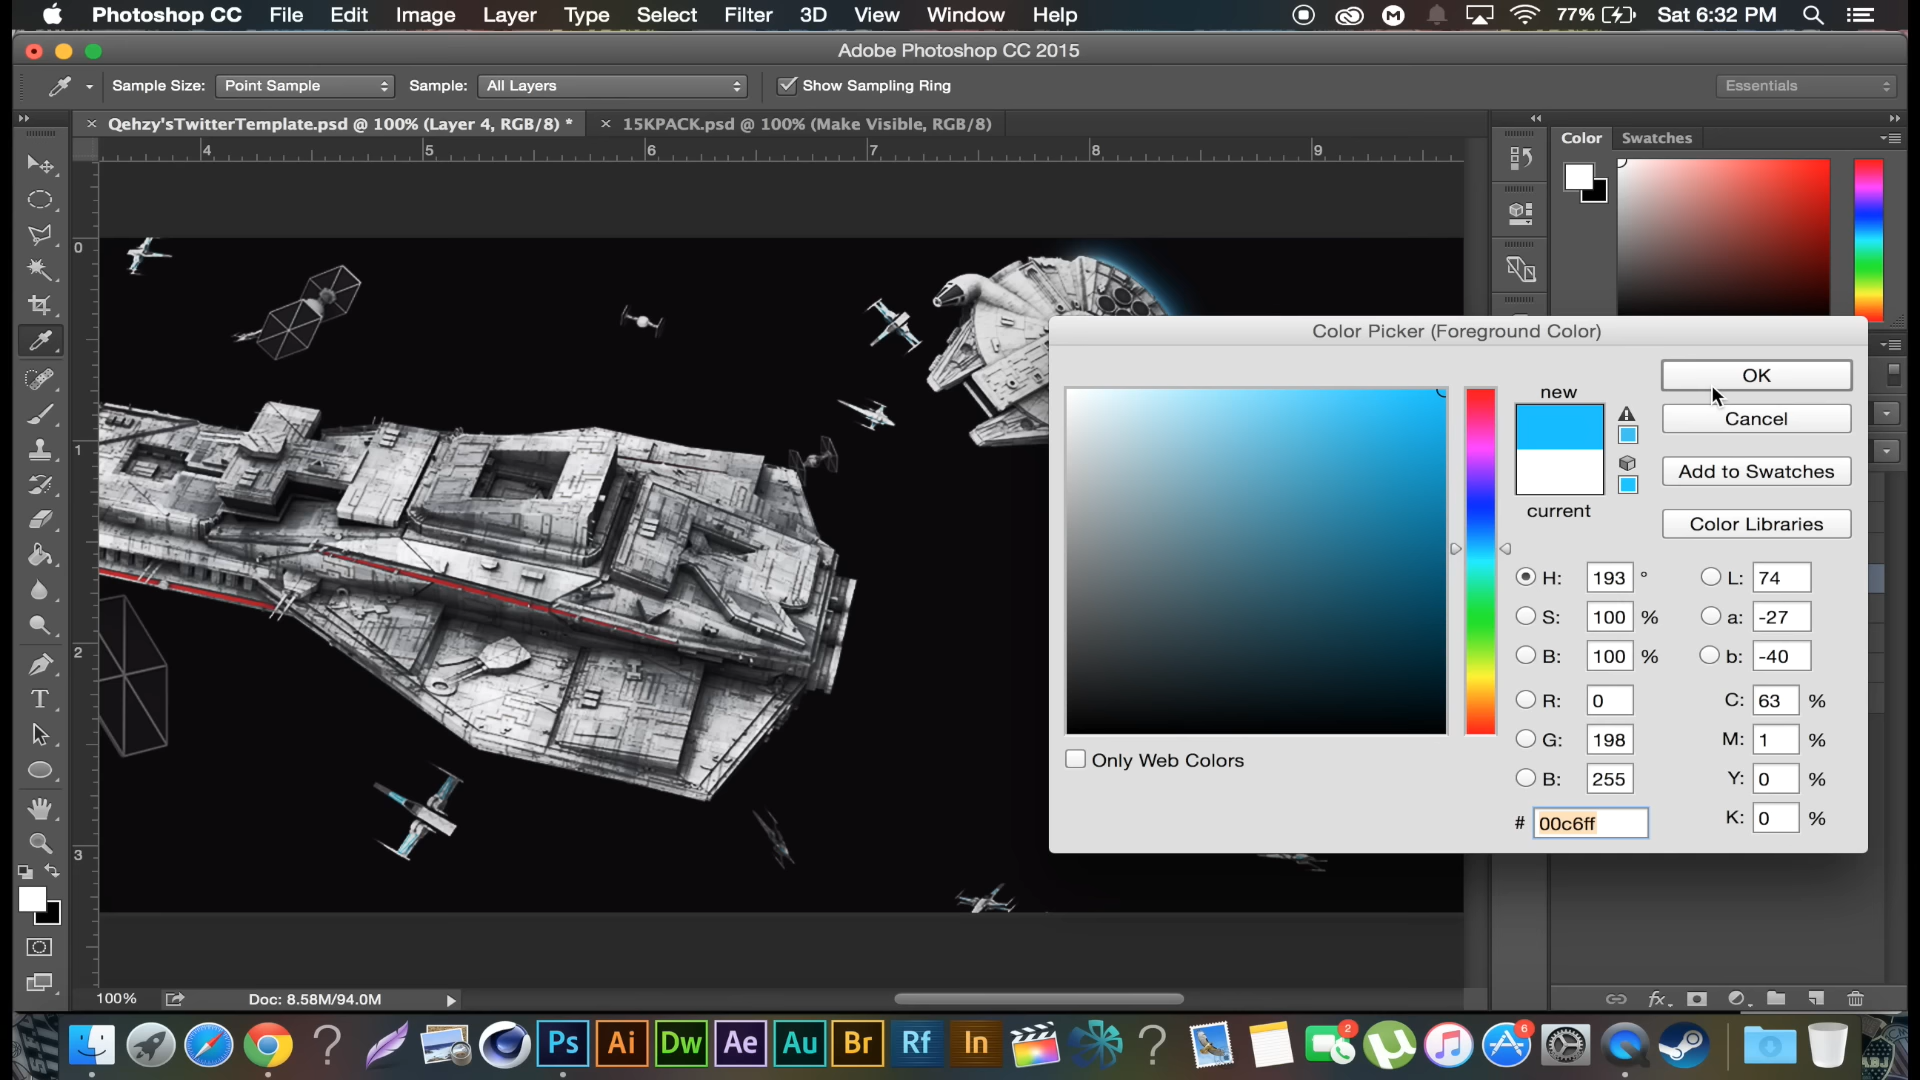 Photoshop CC File Edit Image Layer Type Select Filter 3D View Window Help 77% Sat 6:32 PM
Adobe Photoshop CC 2015
Sample Size: Point Sample Sample: All Layers Show Sampling Ring Essentials
× Qehzy'sTwitterTemplate.psd @ 100% (Layer 4, RGB/8) * × 15KPACK.psd @ 100% (Make Visible, RGB/8)
Color Swatches
4 5 6 7 8 9
0
1
2
3
Color Picker (Foreground Color)
new
current
OK
Cancel
Add to Swatches
Color Libraries
H: 193 ° L: 74
S: 100 % a: -27
B: 100 % b: -40
R: 0 C: 63 %
G: 198 M: 1 %
B: 255 Y: 0 %
# 00c6ff K: 0 %
Only Web Colors
T
fx
100% Doc: 8.58M/94.0M
? Ps Ai Dw Ae Au Br Rf In ? 2 6